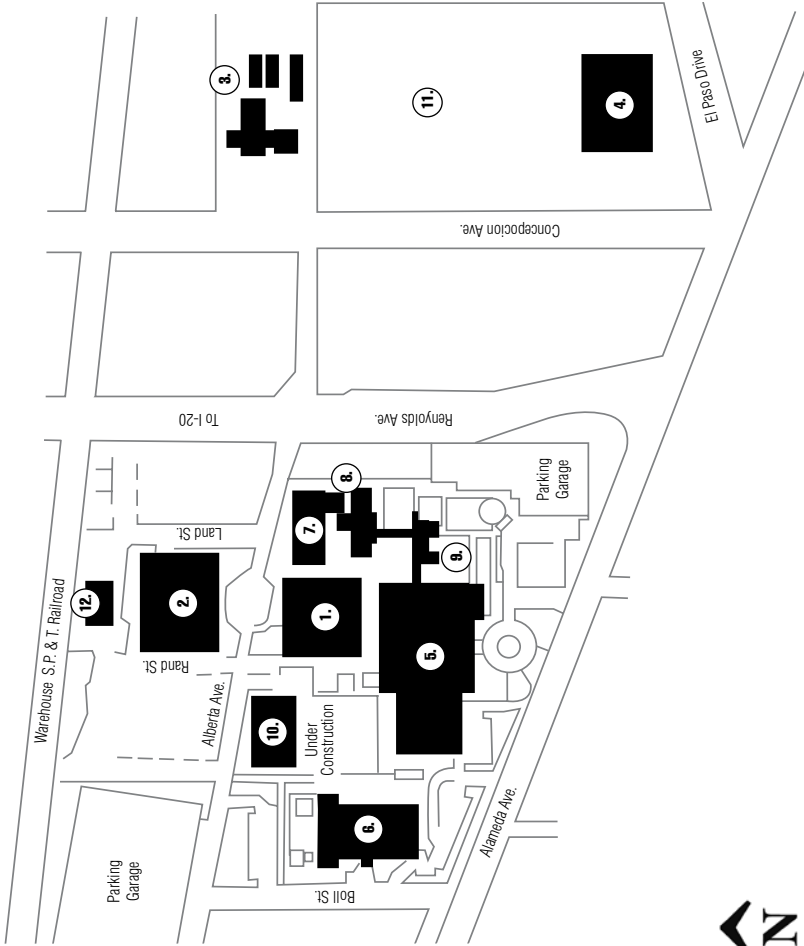 3.
11.
4.
El Paso Drive
Concepocion Ave.
To I-20
Renyolds Ave.
8.
7.
9.
Parking
Garage
Land St.
Warehouse S.P. & T. Railroad
12.
2.
1.
5.
Rand St.
Alberta Ave.
10.
Under
Construction
6.
Alameda Ave.
Parking
Garage
Boll St.
N